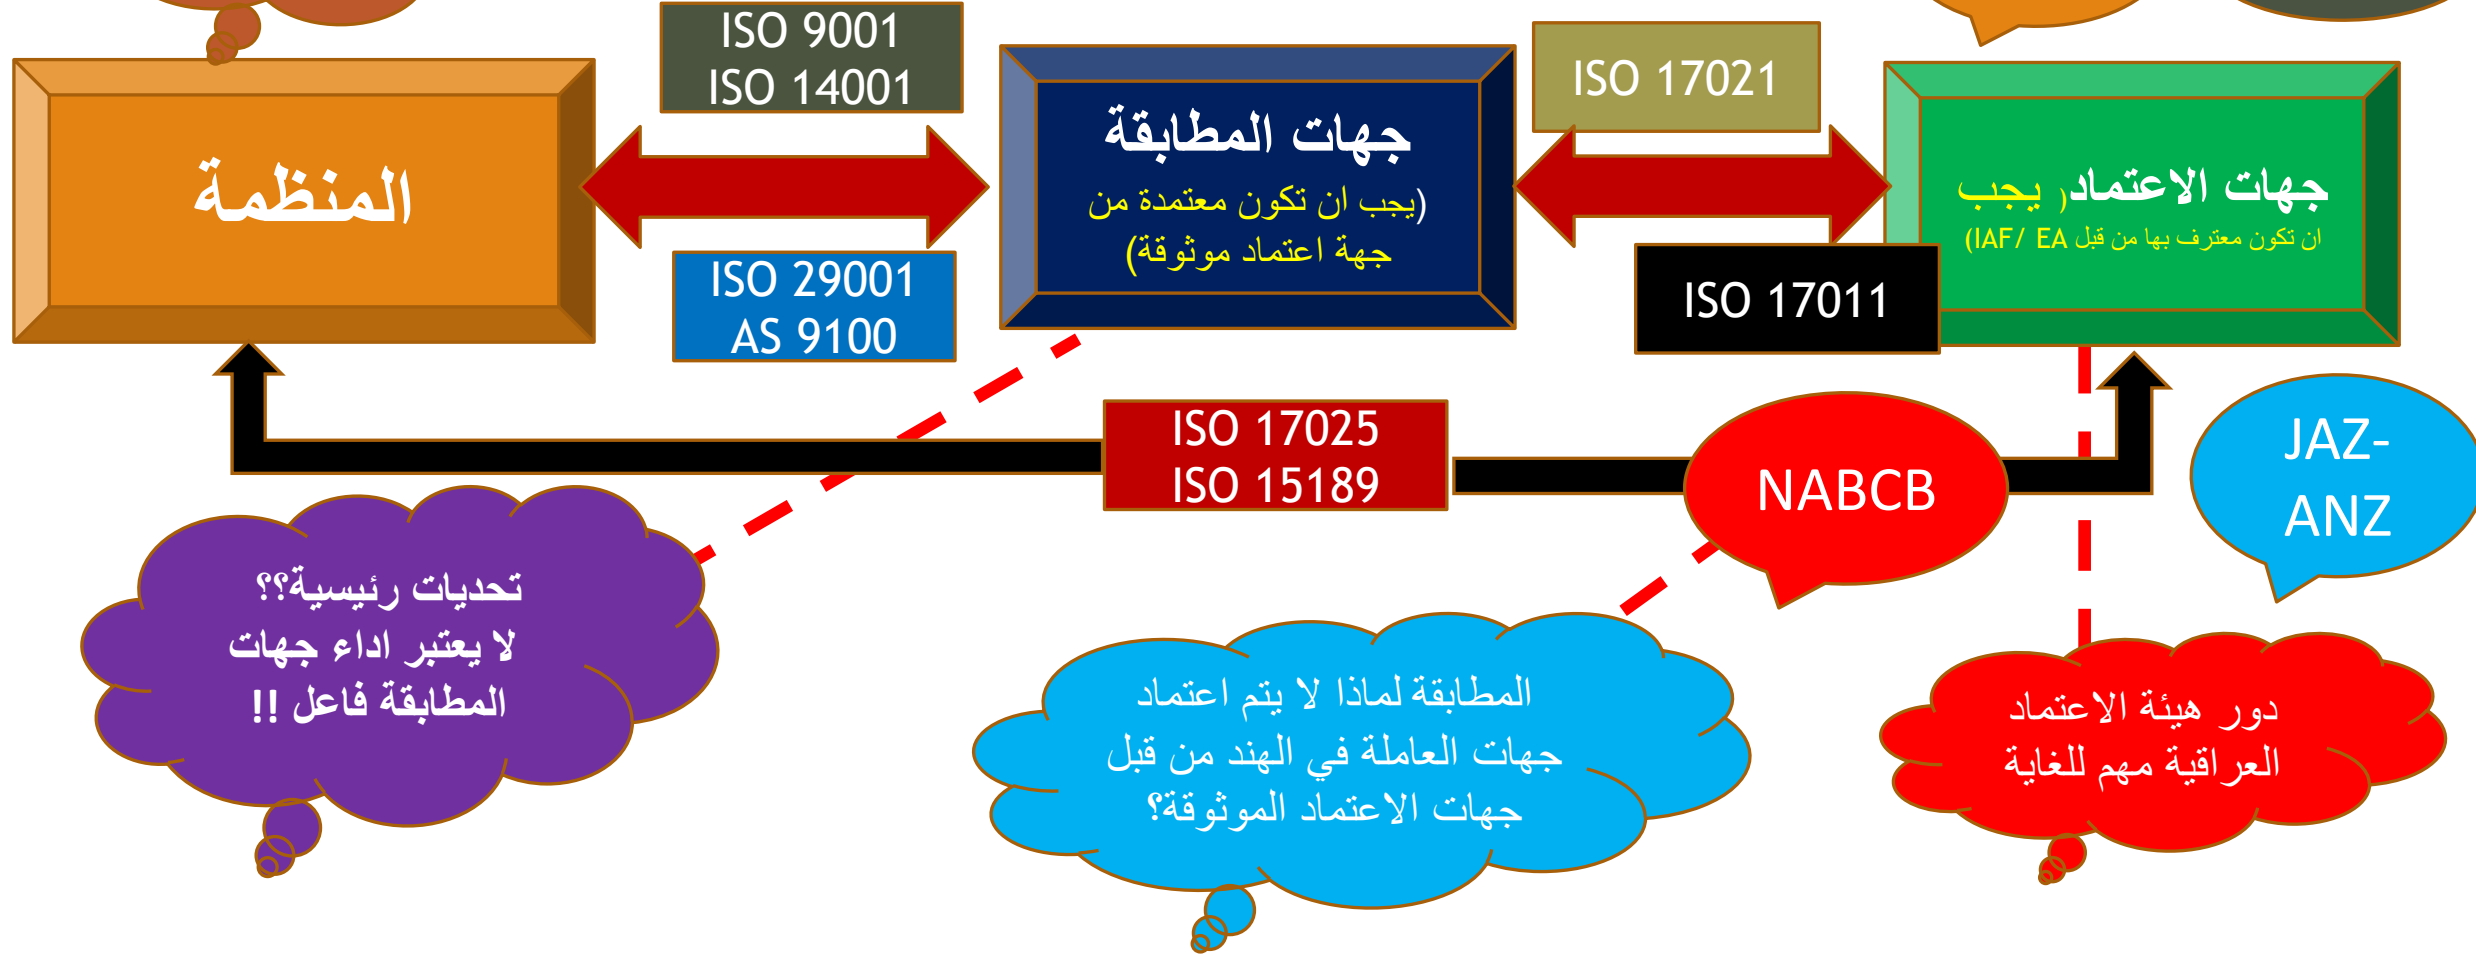 ISO 9001
ISO 14001
ISO 17021
المنظمة
جهات المطابقة
(يجب ان تكون معتمدة من
جهة اعتماد موثوقة)
جهات الاعتماد( يجب
ان تكون معترف بها من قبل IAF/ EA)
ISO 29001
AS 9100
ISO 17011
ISO 17025
ISO 15189
NABCB
JAZ-
ANZ
تحديات رئيسية؟؟
لا يعتبر اداء جهات
المطابقة فاعل !!
المطابقة لماذا لا يتم اعتماد
جهات العاملة في الهند من قبل
جهات الاعتماد الموثوقة؟
دور هيئة الاعتماد
العراقية مهم للغاية